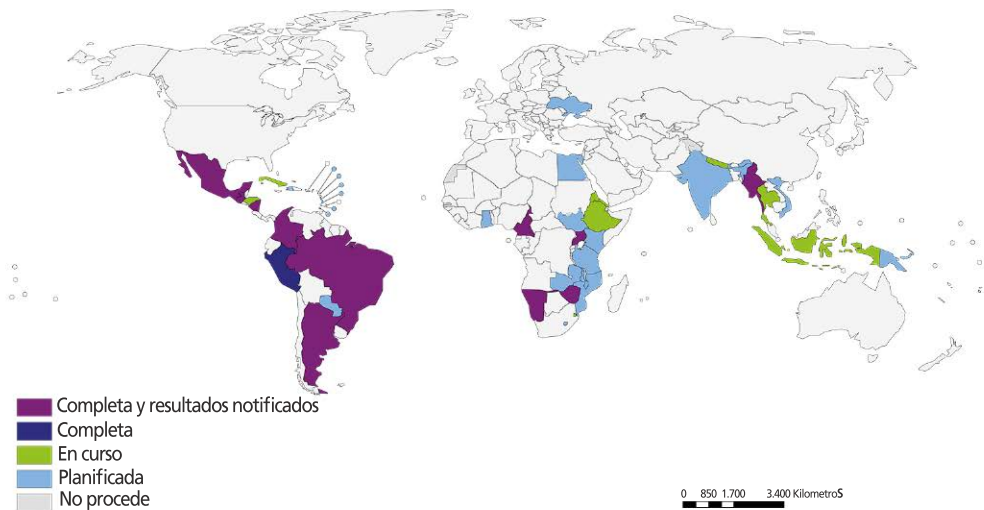 Completa y resultados notificados
Completa
En curso
Planificada
No procede
0 850 1.700 3.400 KilometroS